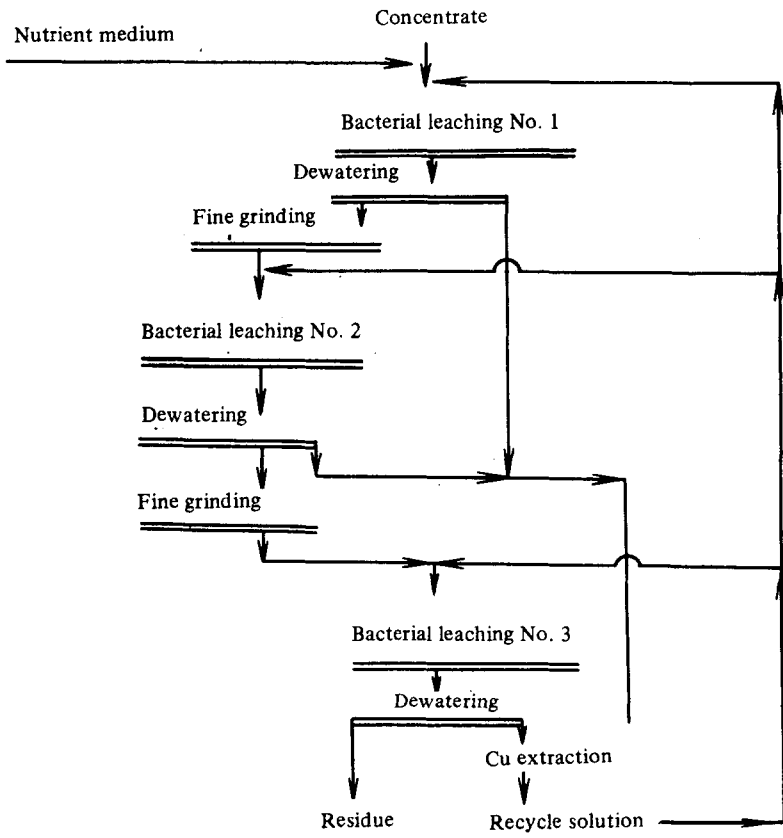 Concentrate
Nutrient medium
Bacterial leaching No. 1
Dewatering
Fine grinding
Bacterial leaching No. 2
Dewatering
Fine grinding
Bacterial leaching No. 3
Dewatering
Cu extraction
Residue
Recycle solution